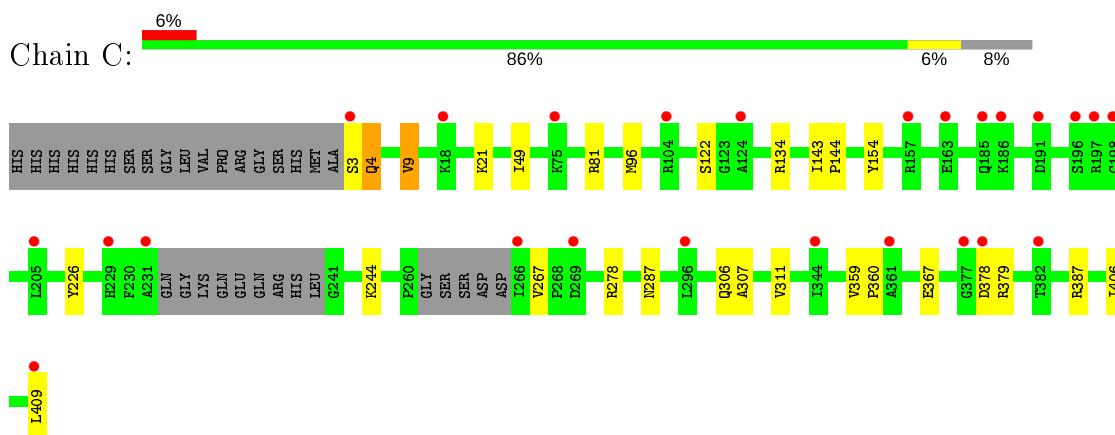 6%
Chain C:
86% 6% 8%
HIS HIS HIS HIS HIS HIS SER SER GLY LEU VAL PRO ARG GLY SER HIS MET ALA S3 Q4 V9 K18 K21 I49 K75 R81 M96 R104 S122 G123 A124 R134 I143 P144 Y154 R157 E163 Q185 K186 D191 S196 R197
L205 Y226 H229 F230 A231 GLN GLY LYS GLN GLU GLN ARG HIS LEU G241 K244 P260 GLY SER SER ASP ASP I266 V267 P268 D269 R278 N287 L296 Q306 A307 V311 I344 V359 P360 A361 E367 G377 D378 R379 T382 R387
L409